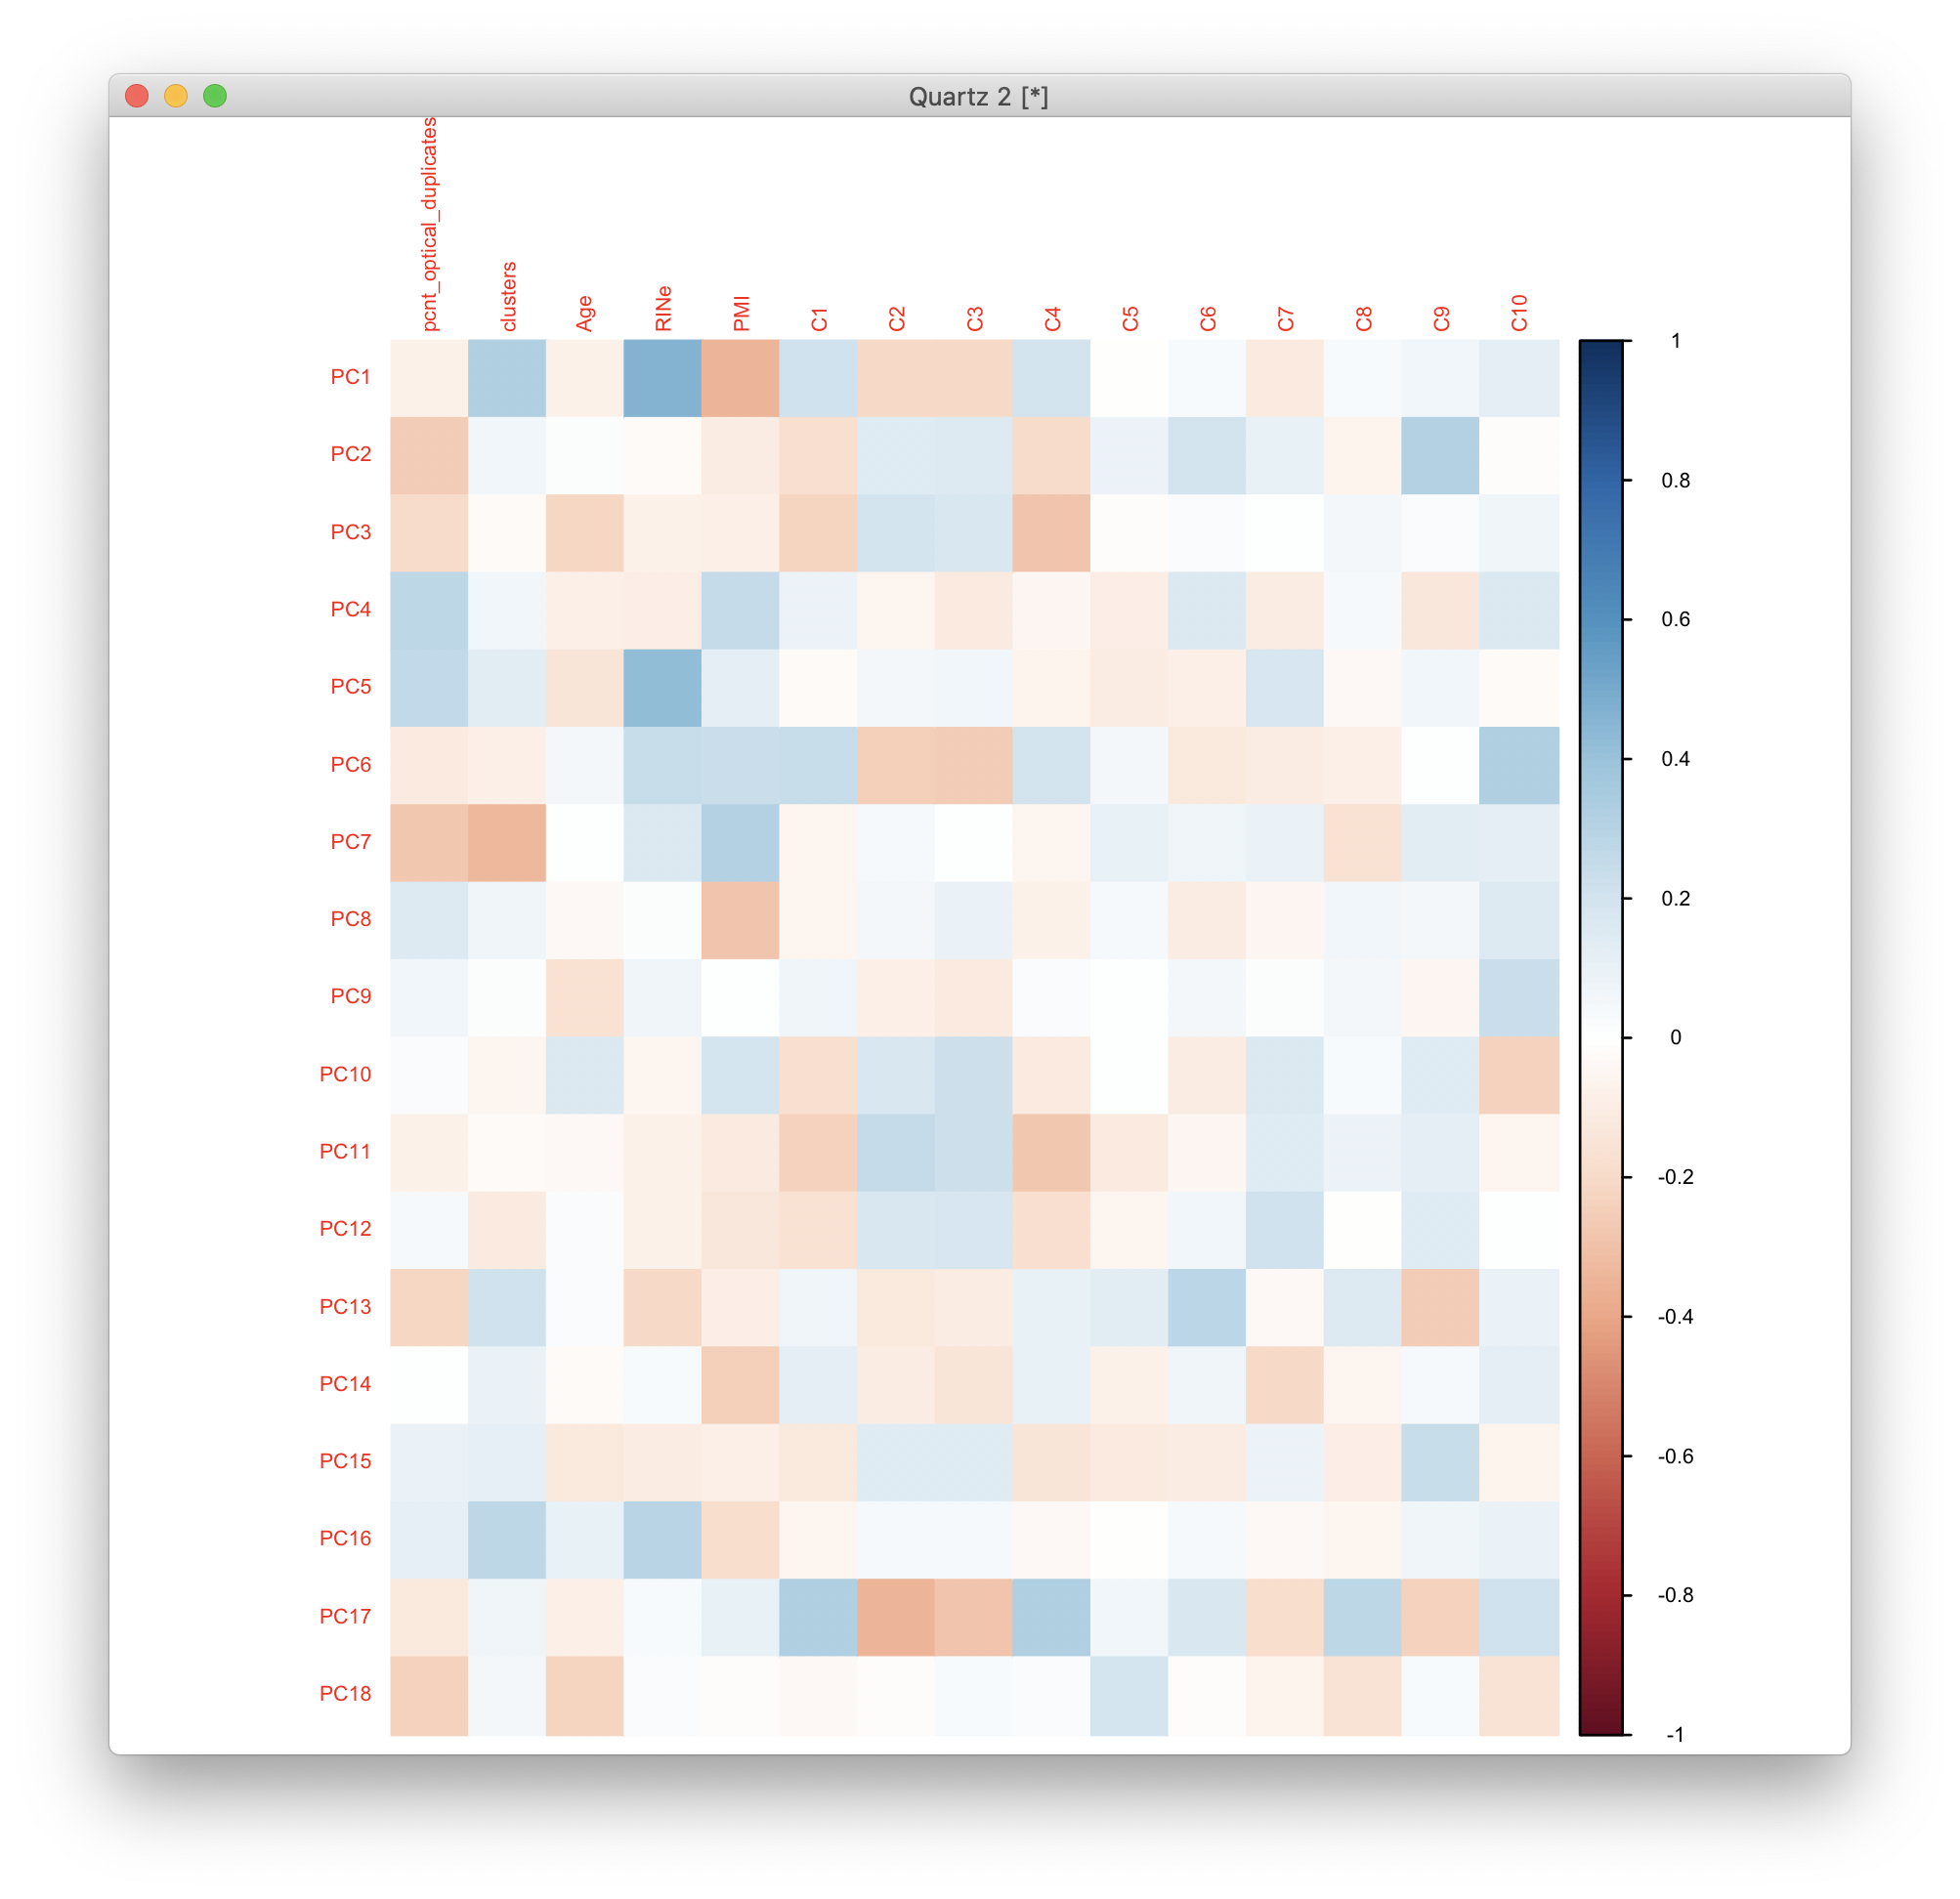 Quartz 2 [*]
pcnt_optical_duplicates
clusters
Age
RINe
PMI
C1
C2
C3
C4
C5
C6
C7
C8
C9
C10
PC1
PC2
PC3
PC4
PC5
PC6
PC7
PC8
PC9
PC10
PC11
PC12
PC13
PC14
PC15
PC16
PC17
PC18
1
0.8
0.6
0.4
0.2
0
-0.2
-0.4
-0.6
-0.8
-1